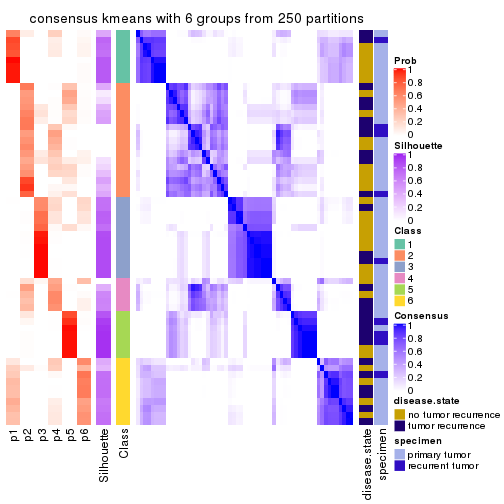 consensus kmeans with 6 groups from 250 partitions
Prob
1
0.8
0.6
0.4
0.2
0
Silhouette
1
0.8
0.6
0.4
0.2
0
Class
1
2
3
4
5
6
Consensus
1
0.8
0.6
0.4
0.2
0
disease.state
no tumor recurrence
tumor recurrence
specimen
primary tumor
recurrent tumor
p1
p2
p3
p4
p5
p6
Silhouette
Class
disease.state
specimen